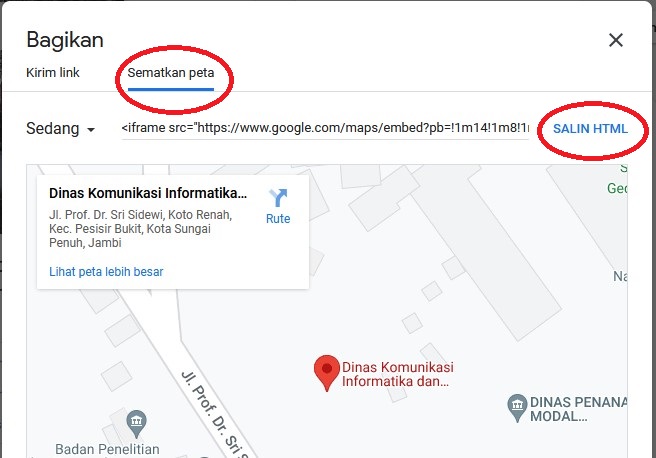 Bagikan
Kirim link
Sematkan peta
Sedang
<iframe src="https://www.google.com/maps/embed?pb=!1m14!1m8!1
SALIN HTML
Dinas Komunikasi Informatika...
Rute
Jl. Prof. Dr. Sri Sidewi, Koto Renah,
Kec. Pesisir Bukit, Kota Sungai
Penuh, Jambi
Lihat peta lebih besar
Geo
Na
Dinas Komunikasi
Informatika dan...
Jl. Prof. Dr. Sri S
DINAS PENANA
MODAL...
Badan Penelitian